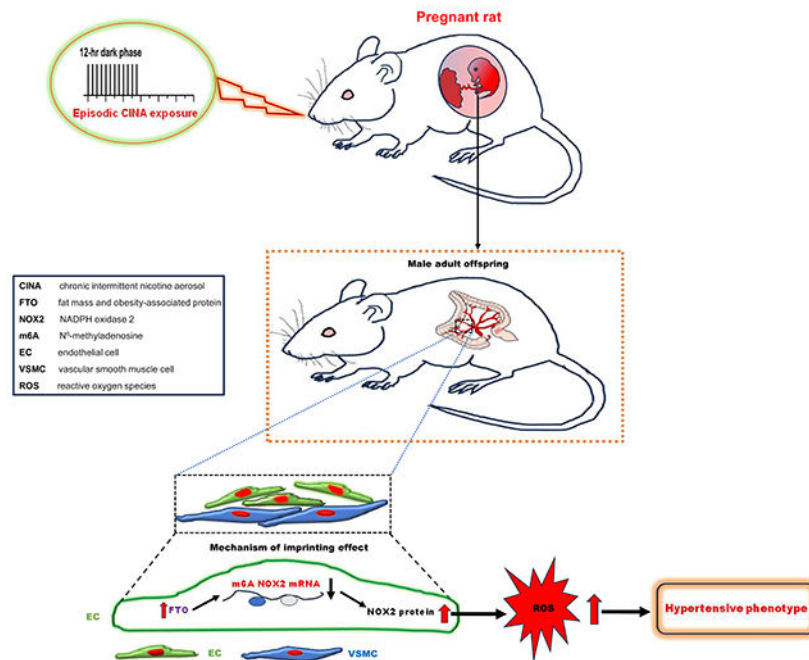 Pregnant rat
12-hr dark phase
Episodic CINA exposure
Male adult offspring
CINA chronic intermittent nicotine aerosol
FTO fat mass and obesity-associated protein
NOX2 NADPH oxidase 2
m6A N⁶-methyladenosine
EC endothelial cell
VSMC vascular smooth muscle cell
ROS reactive oxygen species
Mechanism of imprinting effect
m6A NOX2 mRNA
FTO
NOX2 protein
EC
ROS
Hypertensive phenotype
EC
VSMC